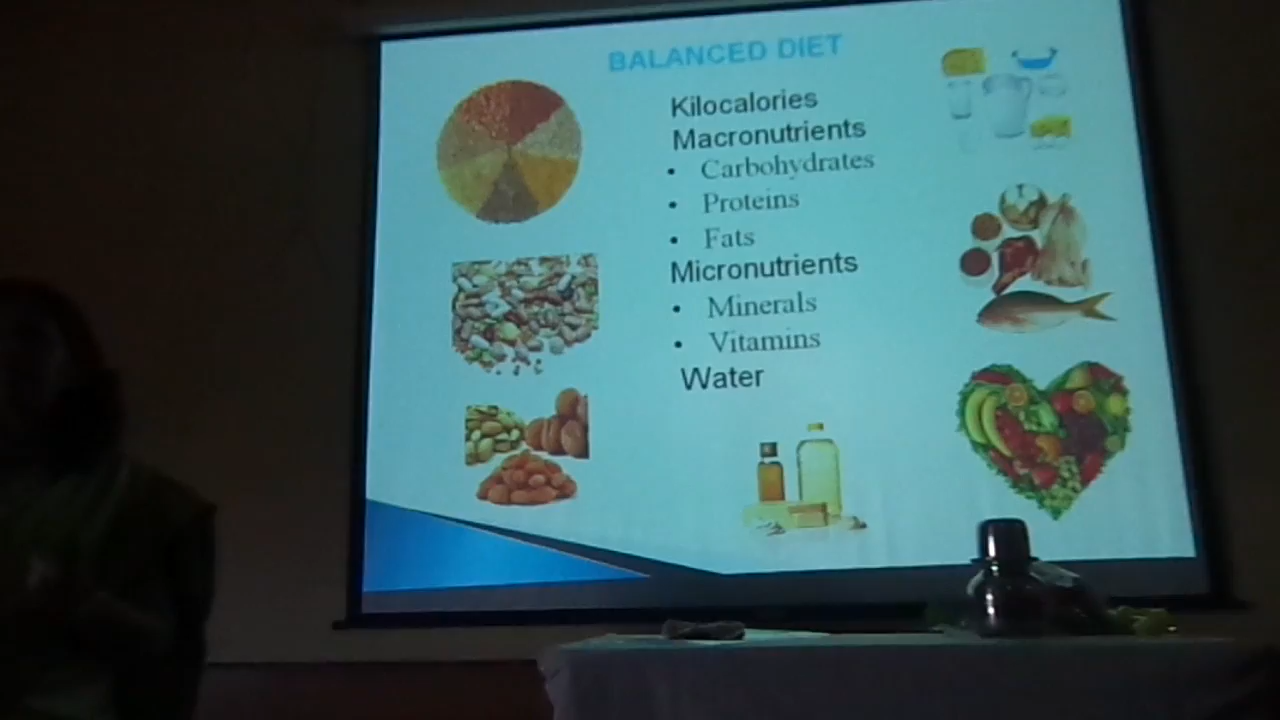 BALANCED DIET
Kilocalories
Macronutrients
• Carbohydrates
• Proteins
• Fats
Micronutrients
• Minerals
• Vitamins
Water